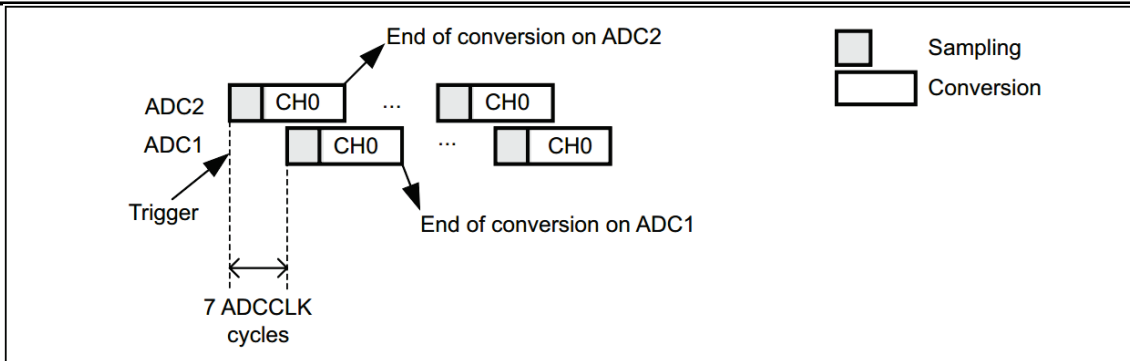 End of conversion on ADC2
Sampling
Conversion
ADC2
CH0
...
CH0
ADC1
CH0
...
CH0
Trigger
End of conversion on ADC1
7 ADCCLK
cycles